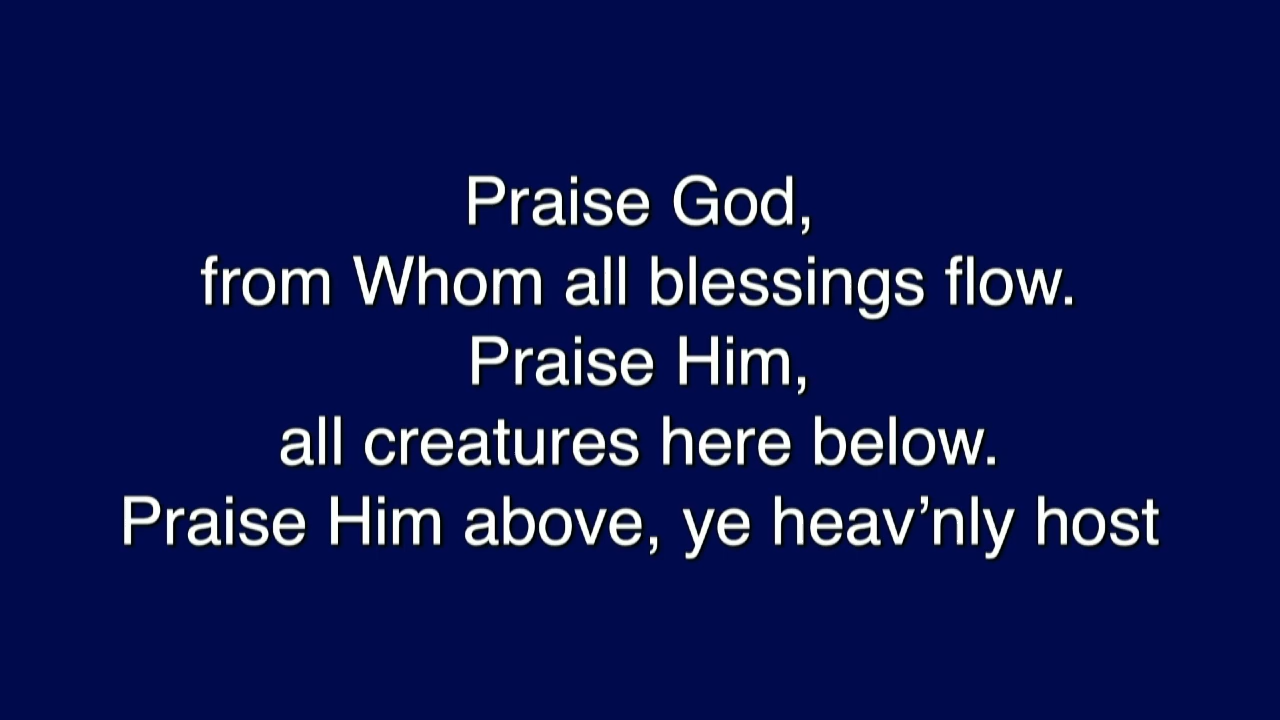 Praise God,
from Whom all blessings flow.
Praise Him,
all creatures here below.
Praise Him above, ye heav’nly host